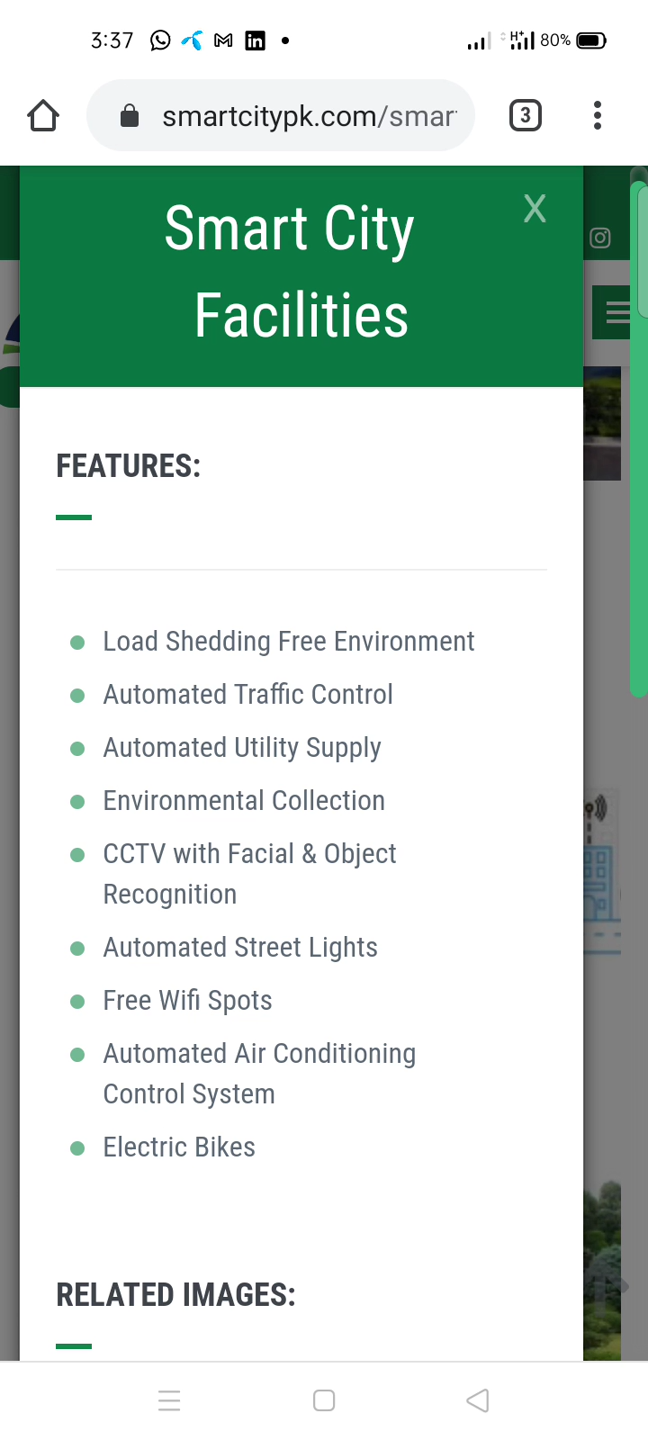 3:37
H+
80%
smartcitypk.com/smar
3
Smart City
Facilities
X
FEATURES:
Load Shedding Free Environment
Automated Traffic Control
Automated Utility Supply
Environmental Collection
CCTV with Facial & Object
Recognition
Automated Street Lights
Free Wifi Spots
Automated Air Conditioning
Control System
Electric Bikes
RELATED IMAGES: